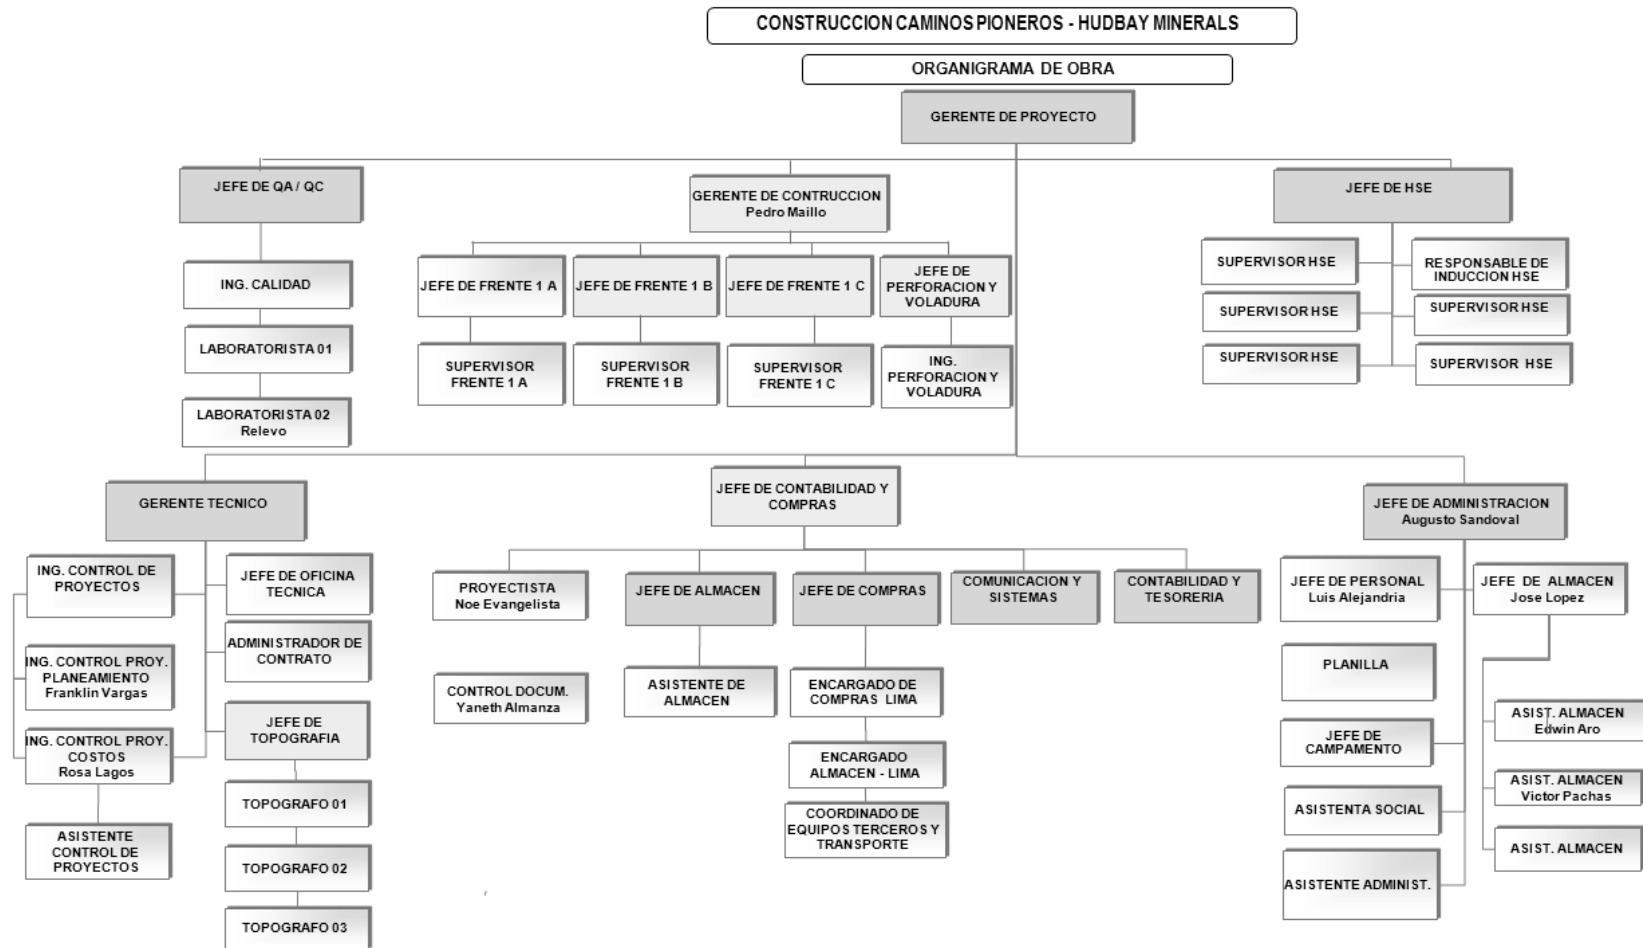 CONSTRUCCION CAMINOS PIONEROS - HUDBAY MINERALS
ORGANIGRAMA DE OBRA
GERENTE DE PROYECTO
JEFE DE QA / QC
ING. CALIDAD
LABORATORISTA 01
LABORATORISTA 02
Relevo
GERENTE DE CONTRUCCION
Pedro Maillo
JEFE DE FRENTE 1 A
JEFE DE FRENTE 1 B
JEFE DE FRENTE 1 C
JEFE DE
PERFORACION Y
VOLADURA
SUPERVISOR
FRENTE 1 A
SUPERVISOR
FRENTE 1 B
SUPERVISOR
FRENTE 1 C
ING.
PERFORACION Y
VOLADURA
JEFE DE HSE
SUPERVISOR HSE
RESPONSABLE DE
INDUCCION HSE
SUPERVISOR HSE
SUPERVISOR HSE
SUPERVISOR HSE
SUPERVISOR HSE
GERENTE TECNICO
ING. CONTROL DE
PROYECTOS
ING. CONTROL PROY.
PLANEAMIENTO
Franklin Vargas
ING. CONTROL PROY.
COSTOS
Rosa Lagos
ASISTENTE
CONTROL DE
PROYECTOS
JEFE DE OFICINA
TECNICA
ADMINISTRADOR DE
CONTRATO
JEFE DE
TOPOGRAFIA
TOPOGRAFO 01
TOPOGRAFO 02
TOPOGRAFO 03
JEFE DE CONTABILIDAD Y
COMPRAS
PROYECTISTA
Noe Evangelista
CONTROL DOCUM.
Yaneth Almanza
JEFE DE ALMACEN
ASISTENTE DE
ALMACEN
JEFE DE COMPRAS
ENCARGADO DE
COMPRAS LIMA
ENCARGADO
ALMACEN - LIMA
COORDINADO DE
EQUIPOS TERCEROS Y
TRANSPORTE
COMUNICACION Y
SISTEMAS
CONTABILIDAD Y
TESORERIA
JEFE DE ADMINISTRACION
Augusto Sandoval
JEFE DE PERSONAL
Luis Alejandria
PLANILLA
JEFE DE
CAMPAMENTO
ASISTENTA SOCIAL
ASISTENTE ADMINIST.
JEFE DE ALMACEN
Jose Lopez
ASIST. ALMACEN
Edwin Aro
ASIST. ALMACEN
Victor Pachas
ASIST. ALMACEN